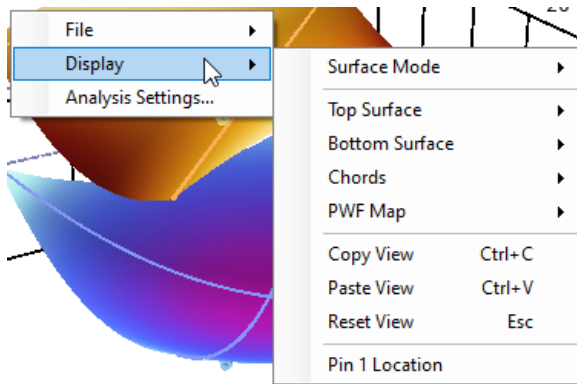 File
Display
Analysis Settings...
Surface Mode
Top Surface
Bottom Surface
Chords
PWF Map
Copy View Ctrl+C
Paste View Ctrl+V
Reset View Esc
Pin 1 Location